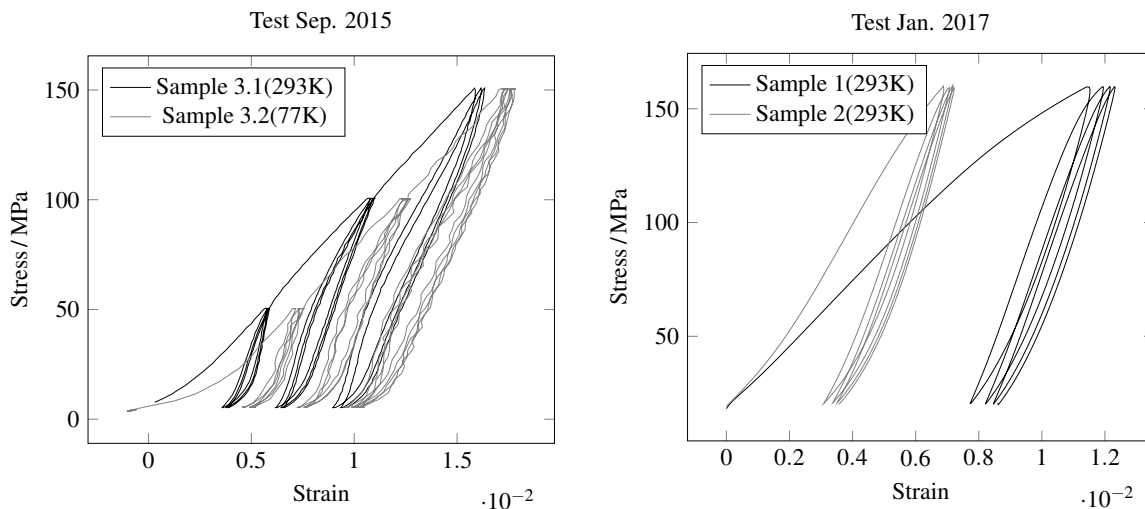 Test Sep. 2015
Stress / MPa
150
100
50
0
Sample 3.1(293K)
Sample 3.2(77K)
0 0.5 1 1.5
Strain
·10⁻²
Test Jan. 2017
Stress / MPa
150
100
50
Sample 1(293K)
Sample 2(293K)
0 0.2 0.4 0.6 0.8 1 1.2
Strain
·10⁻²